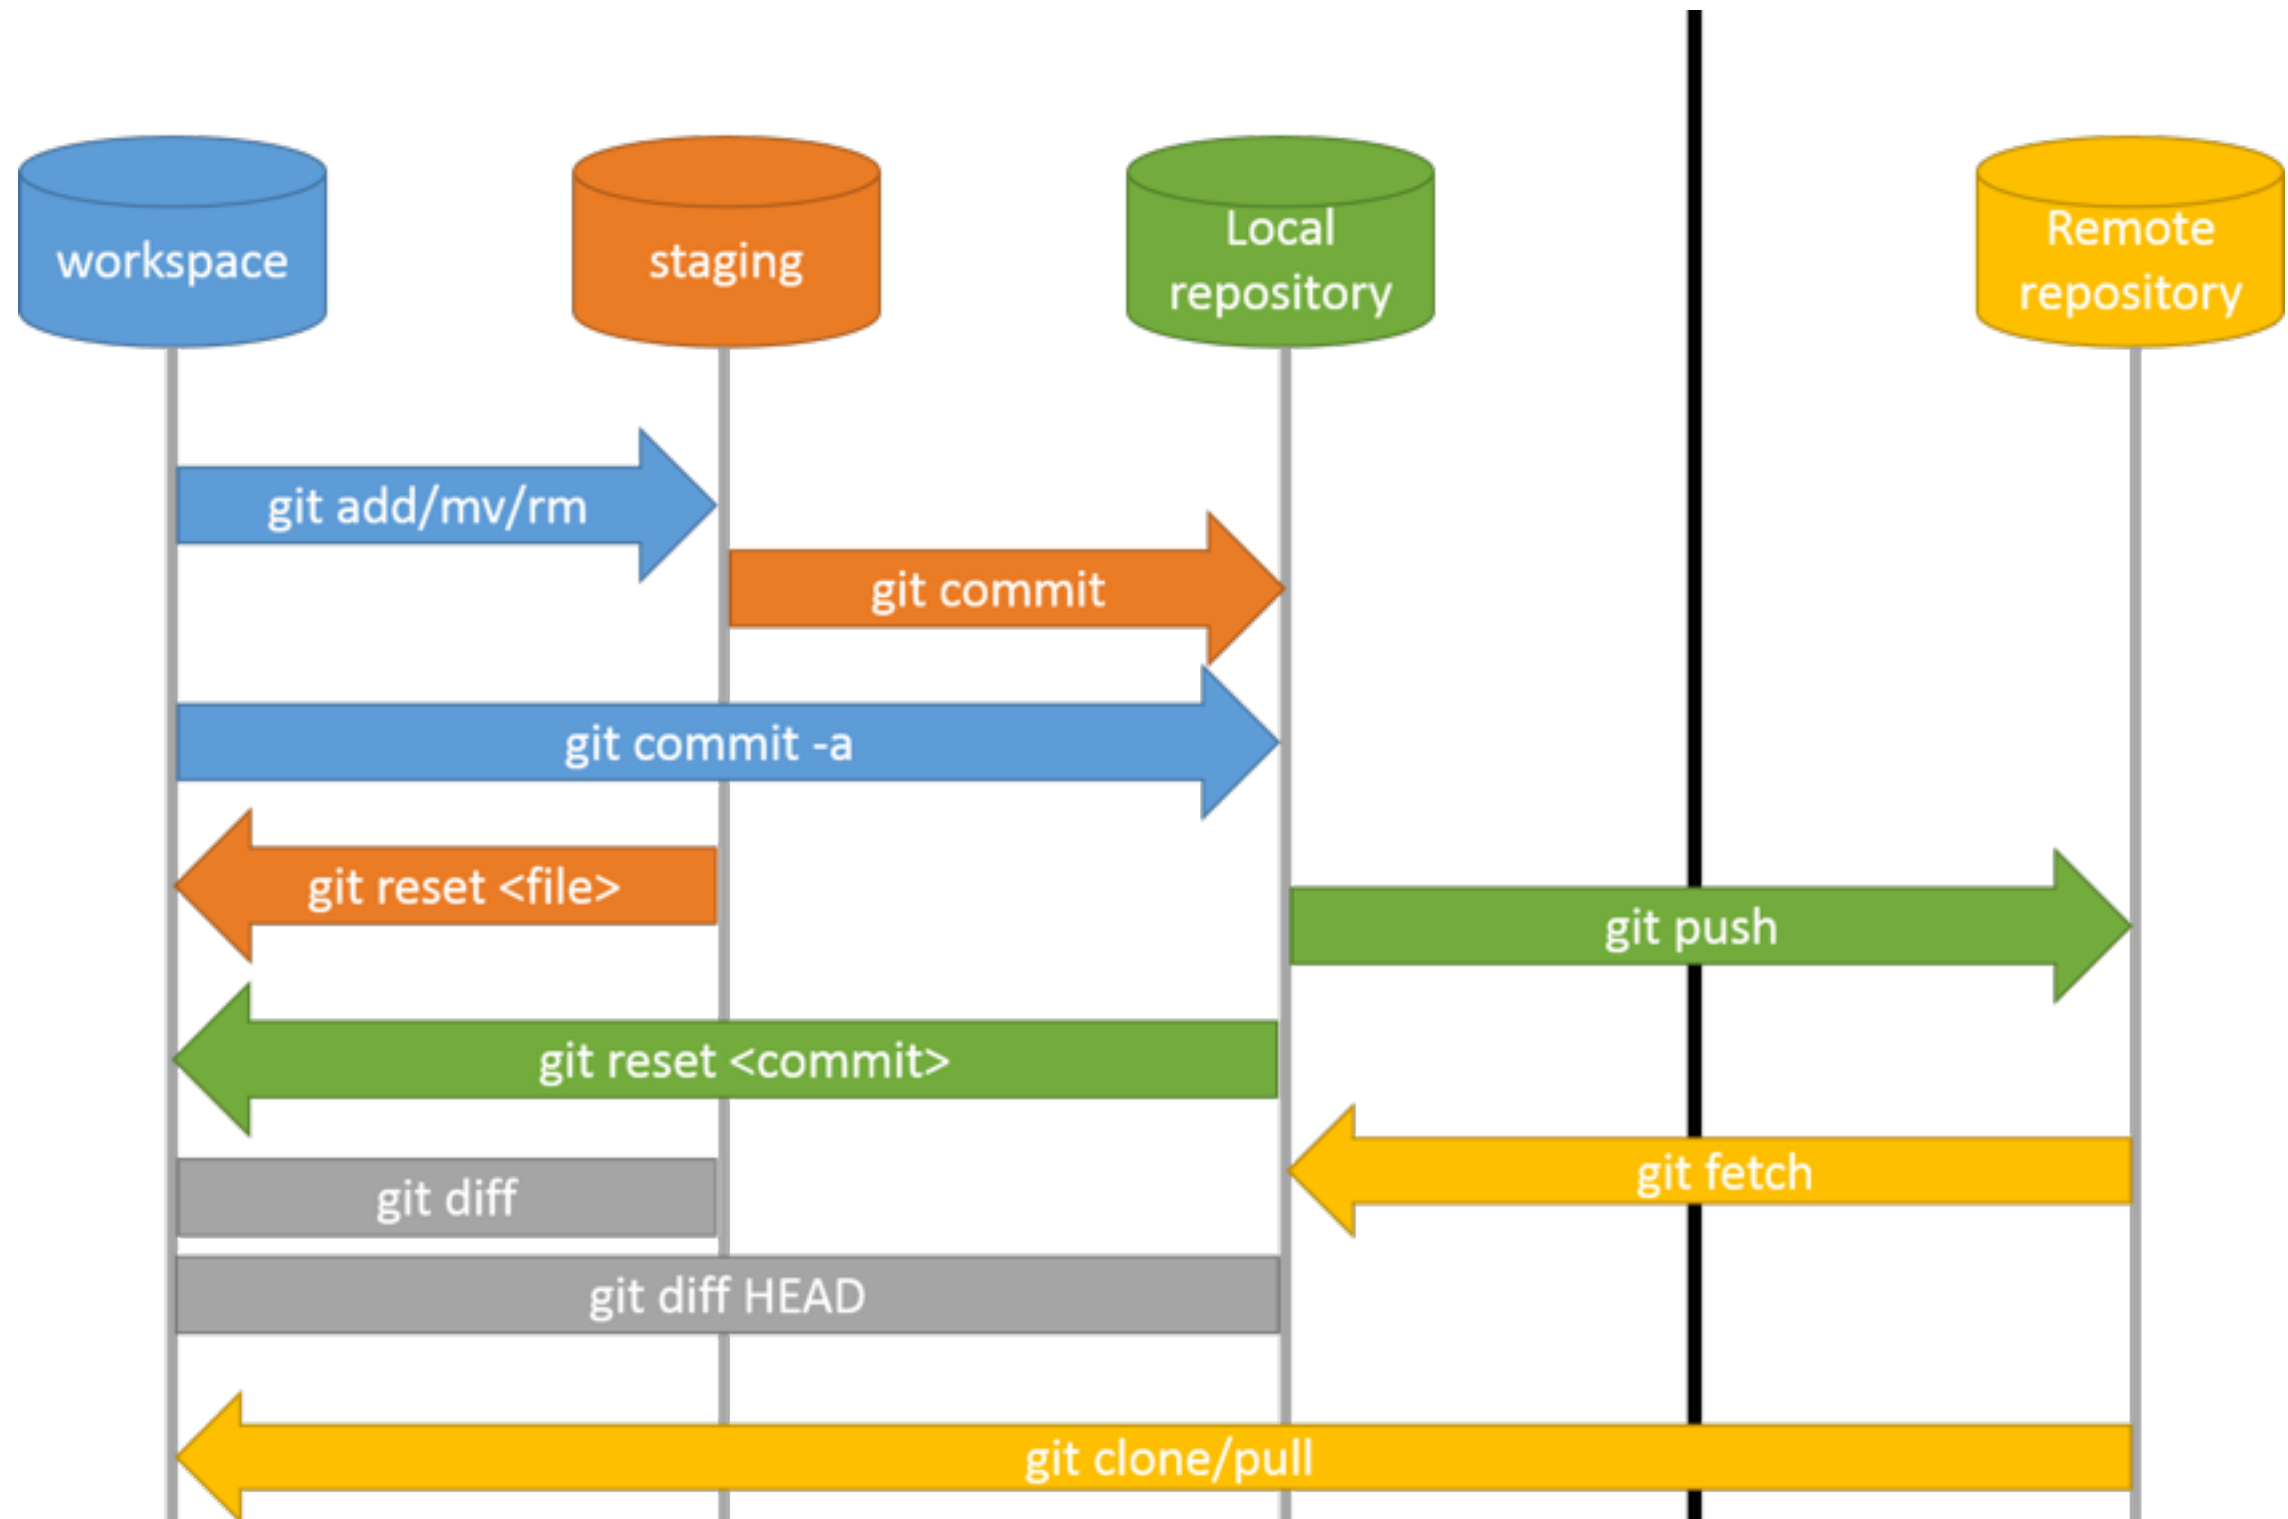 workspace
staging
Local
repository
Remote
repository
git add/mv/rm
git commit
git commit -a
git reset <file>
git push
git reset <commit>
git fetch
git diff
git diff HEAD
git clone/pull